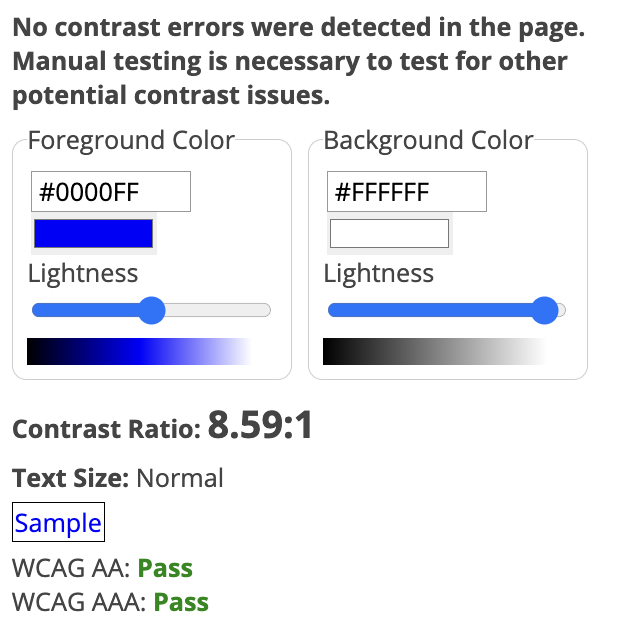 No contrast errors were detected in the page.
Manual testing is necessary to test for other
potential contrast issues.
Foreground Color
#0000FF
Lightness
Background Color
#FFFFFF
Lightness
Contrast Ratio: 8.59:1
Text Size: Normal
Sample
WCAG AA: Pass
WCAG AAA: Pass